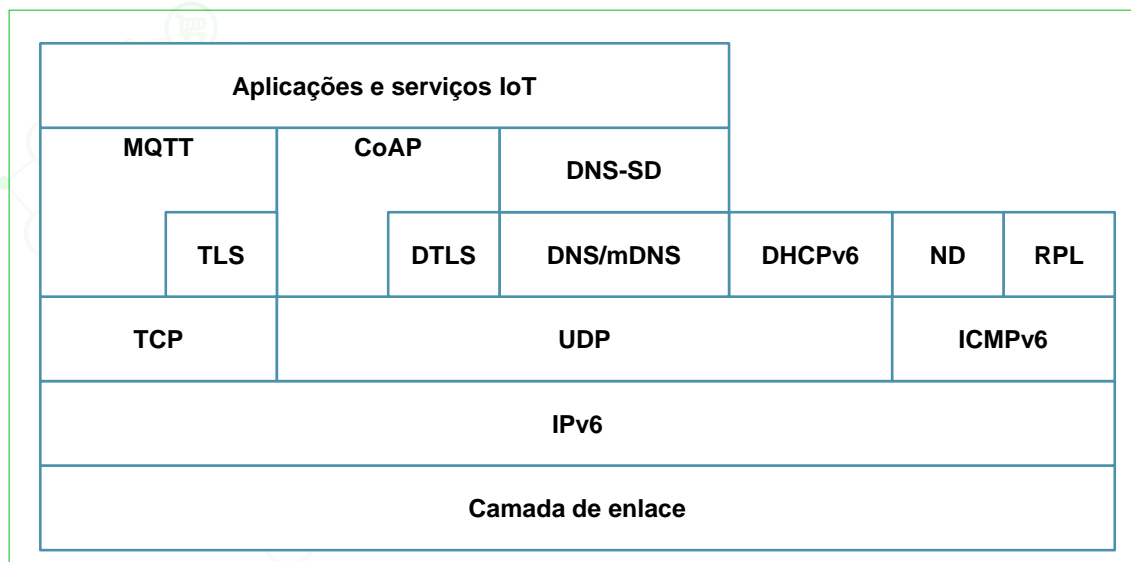 Aplicações e serviços IoT
MQTT
CoAP
DNS-SD
TLS
DTLS
DNS/mDNS
DHCPv6
ND
RPL
TCP
UDP
ICMPv6
IPv6
Camada de enlace